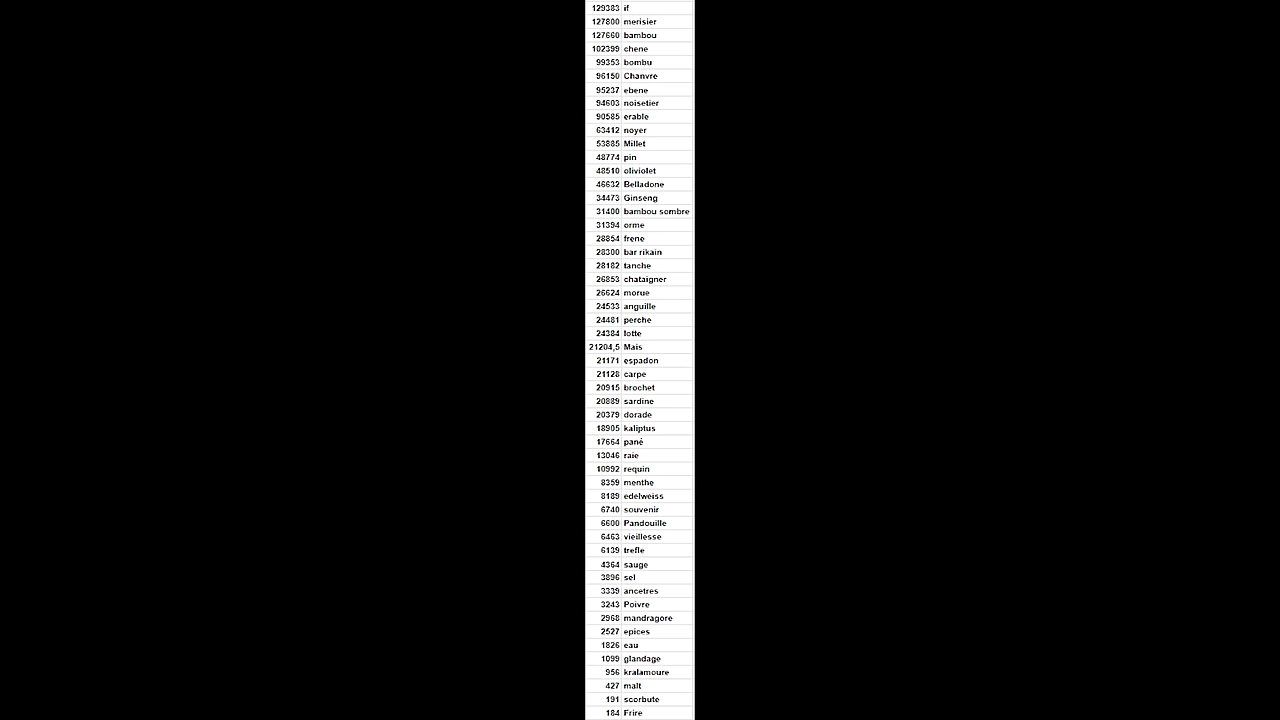 129383 if
127800 merisier
127660 bambou
102399 chene
99353 bombu
96150 Chanvre
95237 ebene
94603 noisetier
90585 erable
63412 noyer
53885 Millet
48774 pin
48510 oliviolet
46632 Belladone
34473 Ginseng
31400 bambou sombre
31394 orme
28854 frene
28300 bar rikain
28182 tanche
26853 chataigner
26624 morue
24533 anguille
24481 perche
24384 lotte
21204,5 Mais
21171 espadon
21128 carpe
20915 brochet
20889 sardine
20379 dorade
18905 kaliptus
17664 pané
13046 raie
10992 requin
8359 menthe
8189 edelweiss
6740 souvenir
6600 Pandouille
6463 vieillesse
6139 trefle
4364 sauge
3896 sel
3339 ancetres
3243 Poivre
2968 mandragore
2527 epices
1826 eau
1099 glandage
956 kralamoure
427 malt
191 scorbute
184 Frire